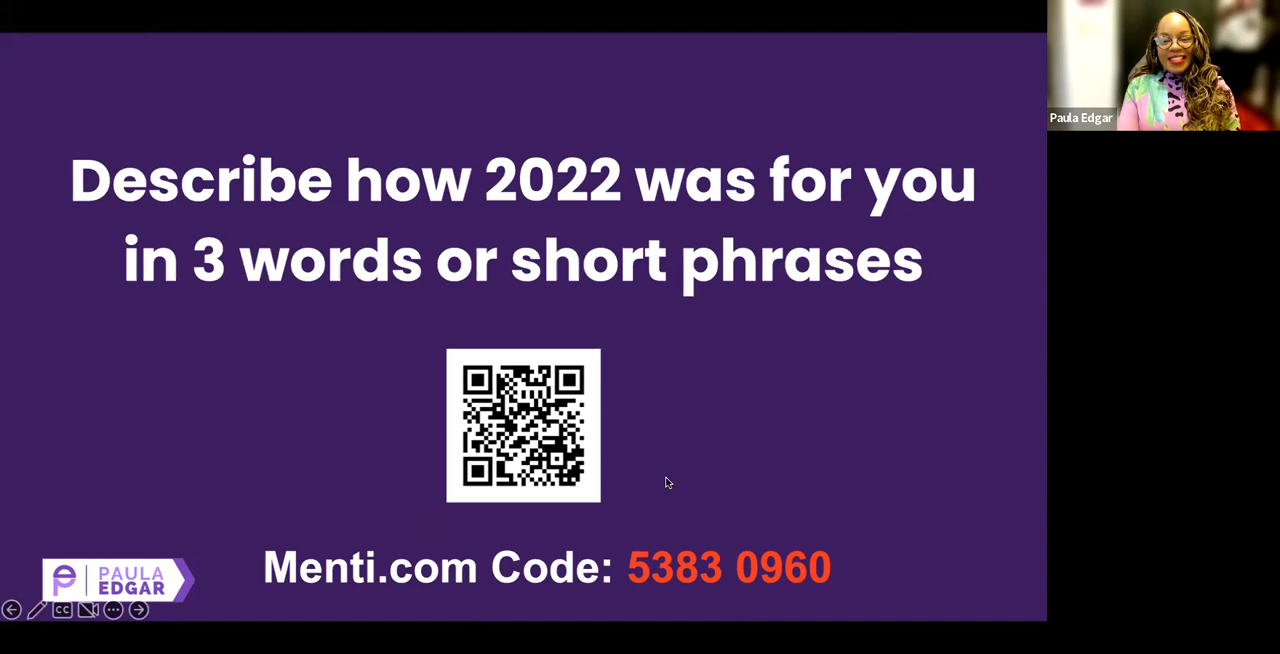 Describe how 2022 was for you
in 3 words or short phrases
Menti.com Code: 5383 0960
PAULA
EDGAR
CC
Paula Edgar